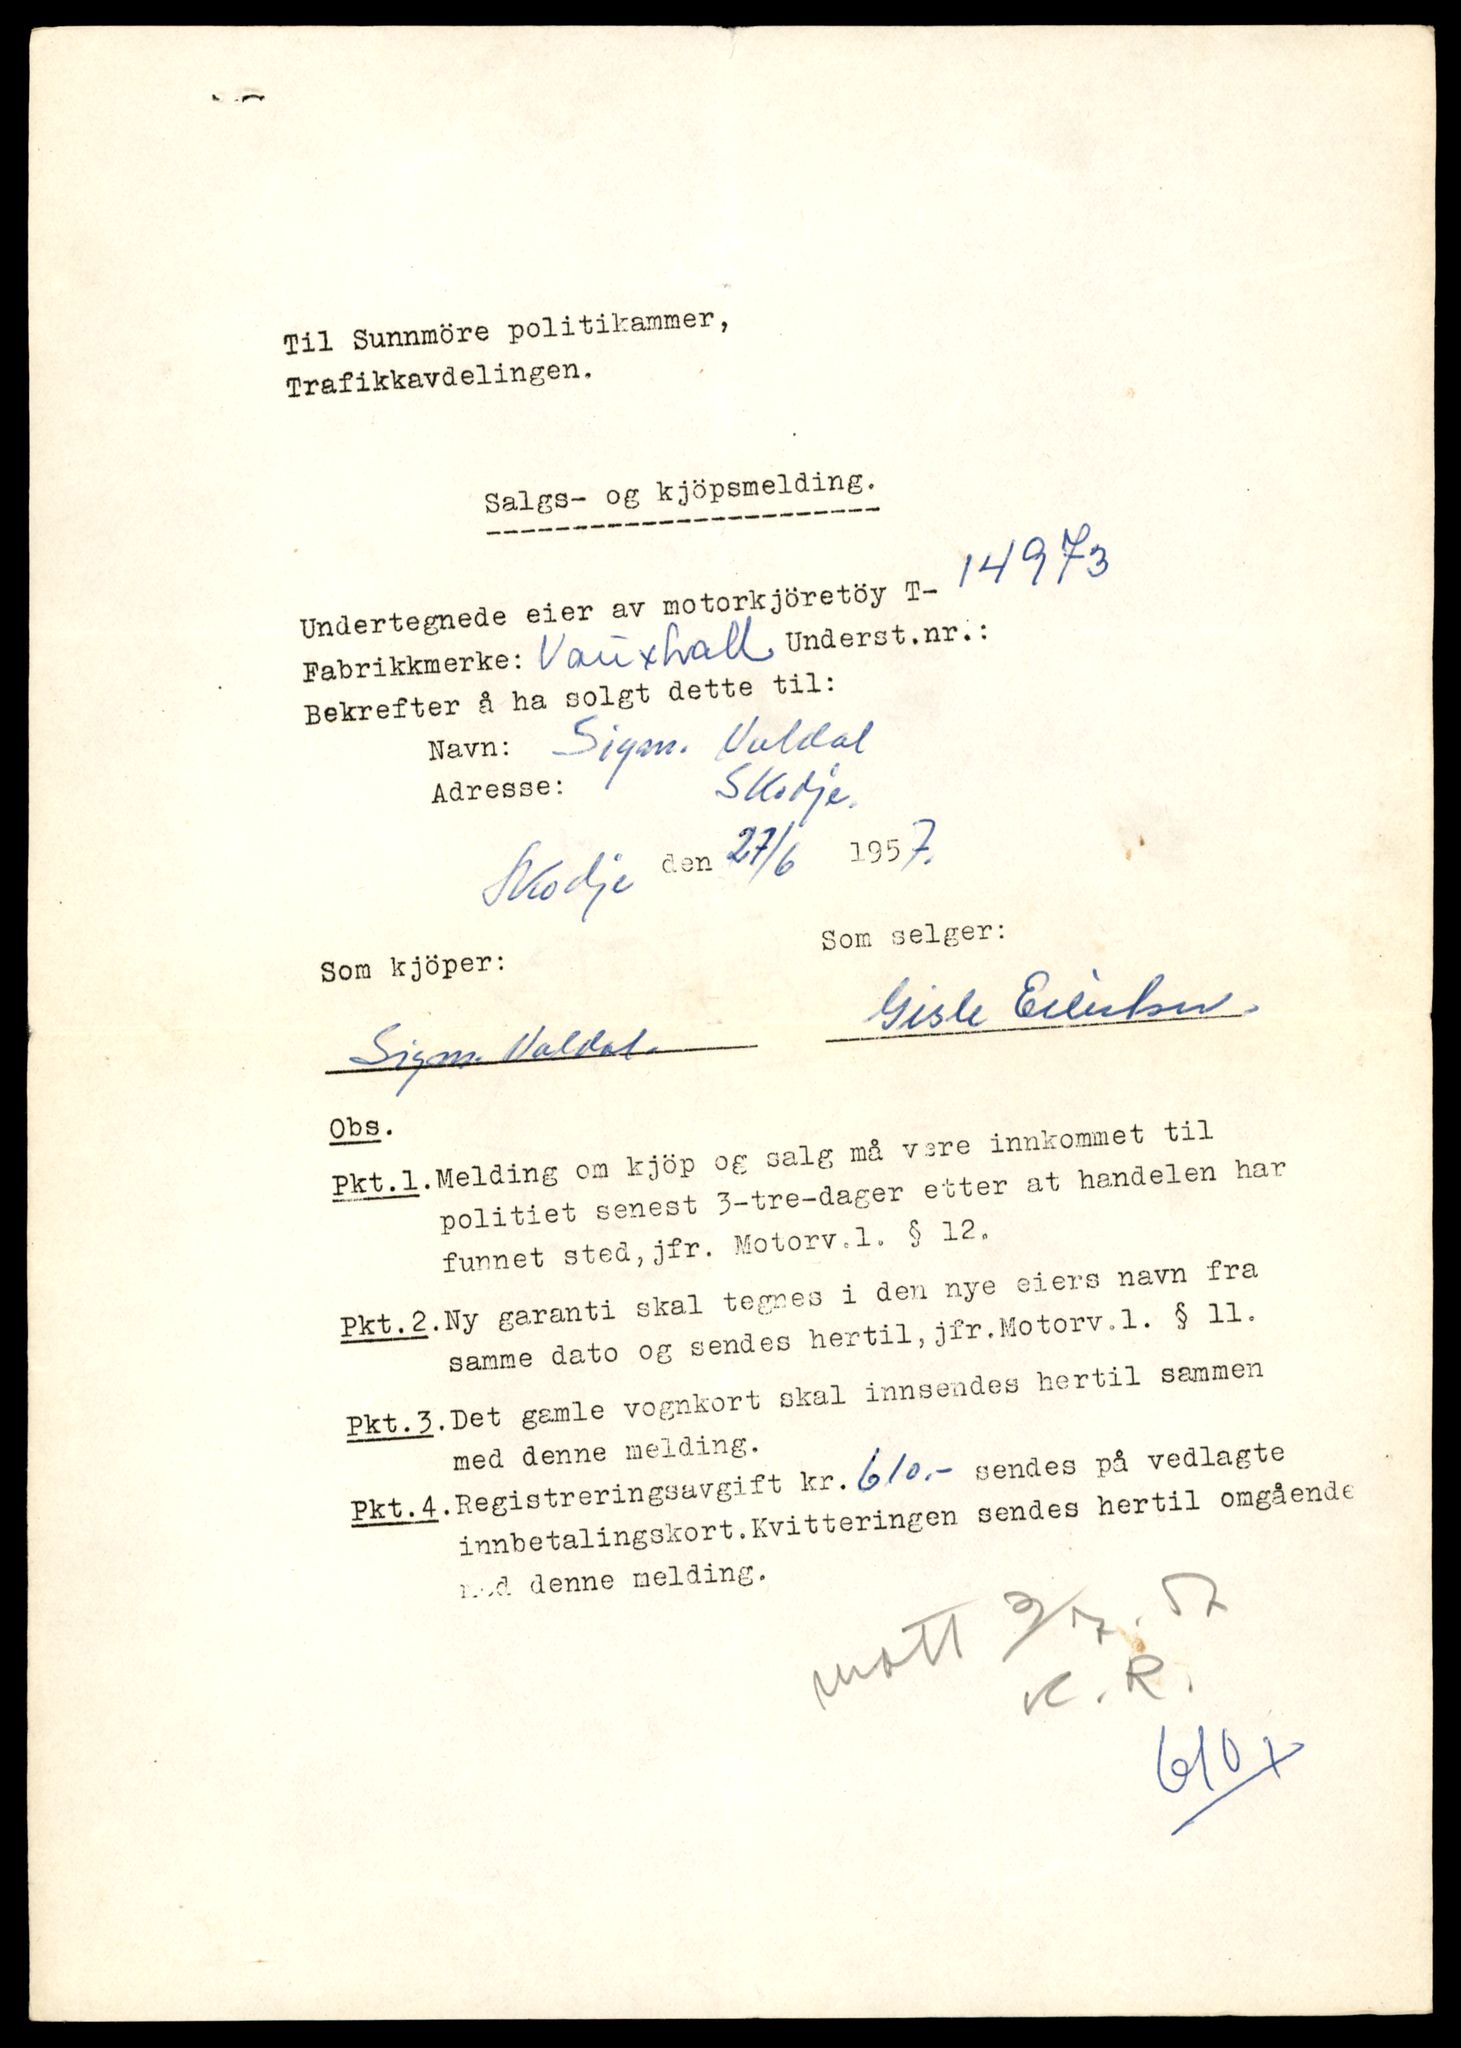 Til Sunnmöre politikammer,
Trafikkavdelingen.
Salgs- og kjöpsmelding.
Undertegnede eier av motorkjöretöy T- 14973
Fabrikkmerke: Vauxhall Underst.nr.:
Bekrefter å ha solgt dette til:
Navn: Sigm. Valdal
Adresse: Skodje.
Skodje den 27/6 1957.
Som kjöper: Som selger:
Sigm. Valdal. Gisle
Obs.
Pkt.1. Melding om kjöp og salg må være innkommet til
politiet senest 3-tre-dager etter at handelen har
funnet sted, jfr. Motorv.l. § 12.
Pkt.2. Ny garanti skal tegnes i den nye eiers navn fra
samme dato og sendes hertil, jfr.Motorv.l. § 11.
Pkt.3. Det gamle vognkort skal innsendes hertil sammen
med denne melding.
Pkt.4. Registreringsavgift kr. 610.- sendes på vedlagte
innbetalingskort.Kvitteringen sendes hertil omgående
med denne melding.
mott 3/7.57
K.R.
610